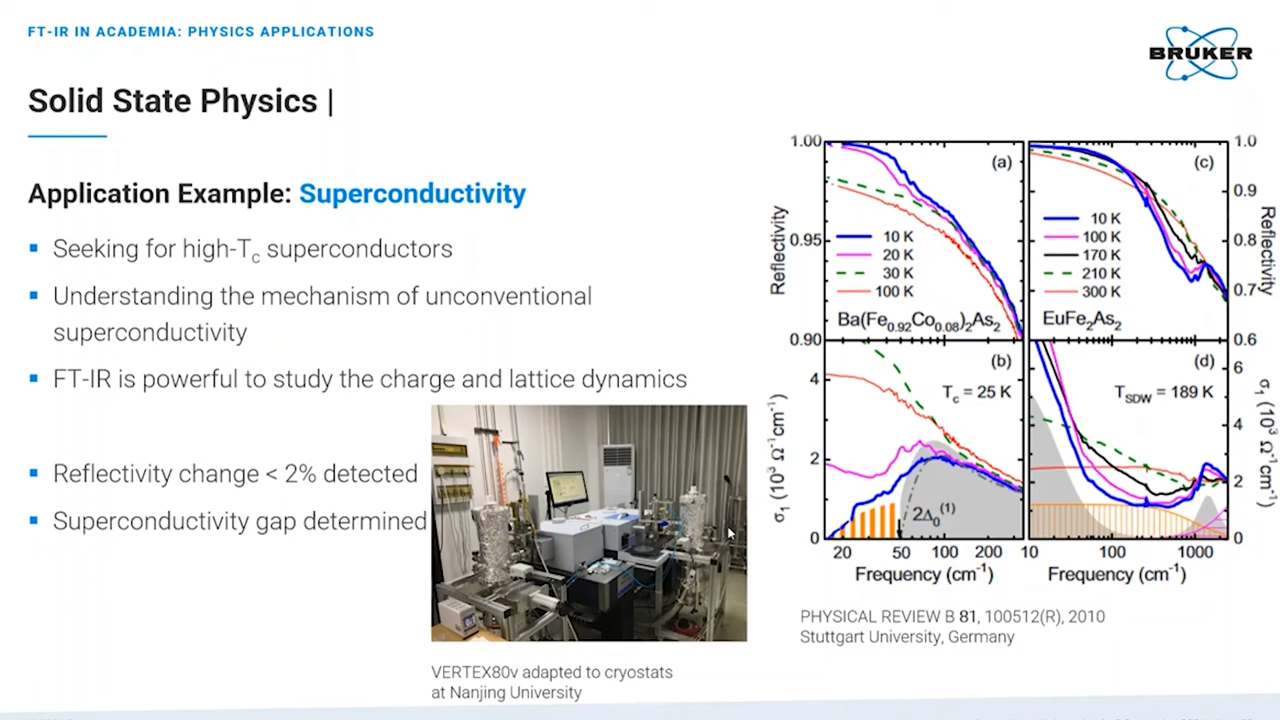 FT-IR IN ACADEMIA: PHYSICS APPLICATIONS
BRUKER
Solid State Physics |
Application Example: Superconductivity
▪ Seeking for high-Tc superconductors
▪ Understanding the mechanism of unconventional
superconductivity
▪ FT-IR is powerful to study the charge and lattice dynamics
▪ Reflectivity change < 2% detected
▪ Superconductivity gap determined
VERTEX80v adapted to cryostats
at Nanjing University
1.00
0.95
0.90
Reflectivity
(a)
10 K
20 K
30 K
100 K
Ba(Fe0.92Co0.08)2As2
(c)
10 K
100 K
170 K
210 K
300 K
EuFe2As2
1.0
0.9
0.8
0.7
0.6
Reflectivity
4
2
0
σ1 (10³ Ω⁻¹cm⁻¹)
(b)
Tc = 25 K
2Δ0(1)
20 50 100 200
Frequency (cm⁻¹)
(d)
TSDW = 189 K
6
4
2
0
σ1 (10³ Ω⁻¹cm⁻¹)
10 100 1000
Frequency (cm⁻¹)
PHYSICAL REVIEW B 81, 100512(R), 2010
Stuttgart University, Germany